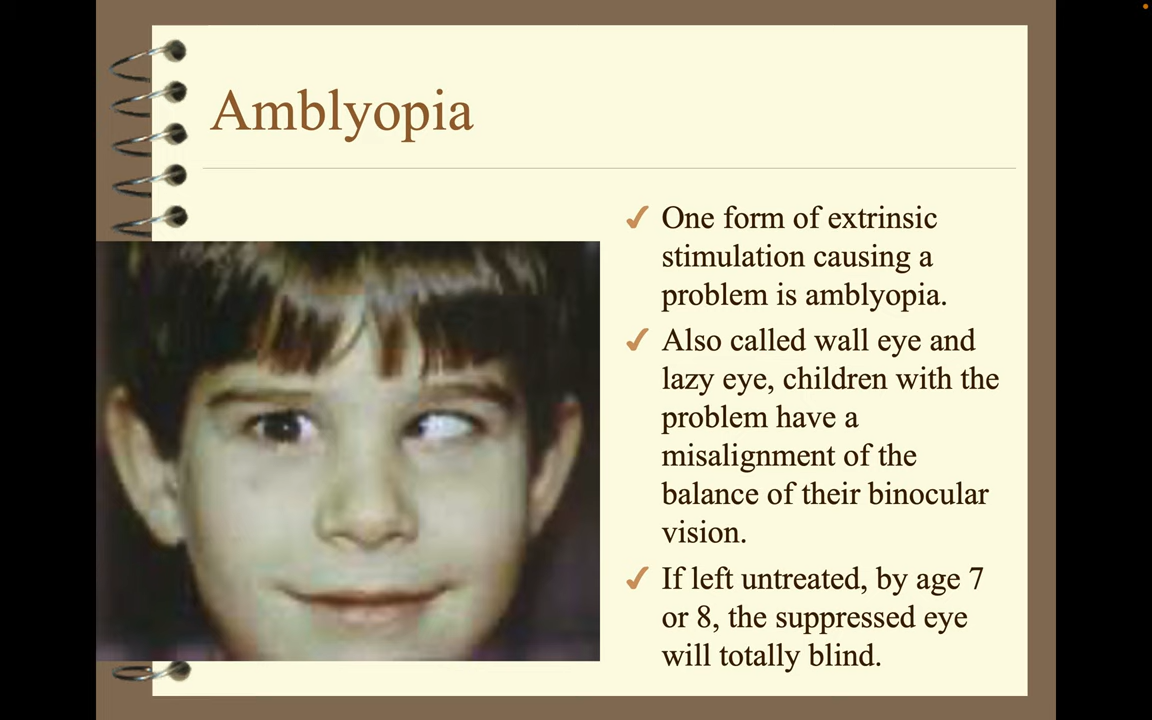 Amblyopia
One form of extrinsic
stimulation causing a
problem is amblyopia.
Also called wall eye and
lazy eye, children with the
problem have a
misalignment of the
balance of their binocular
vision.
If left untreated, by age 7
or 8, the suppressed eye
will totally blind.